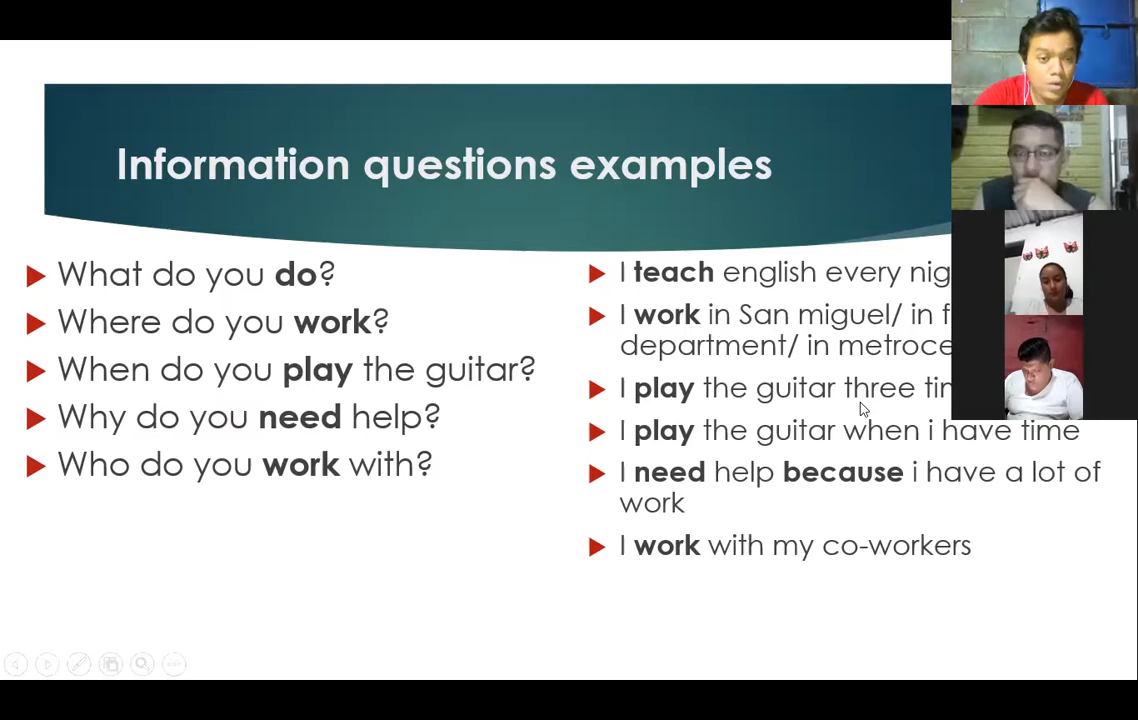 Information questions examples
What do you do?
Where do you work?
When do you play the guitar?
Why do you need help?
Who do you work with?
I teach english every
I work in San miguel/ in
department/ in
I play the guitar three
I play the guitar when i have time
I need help because i have a lot of
work
I work with my co-workers